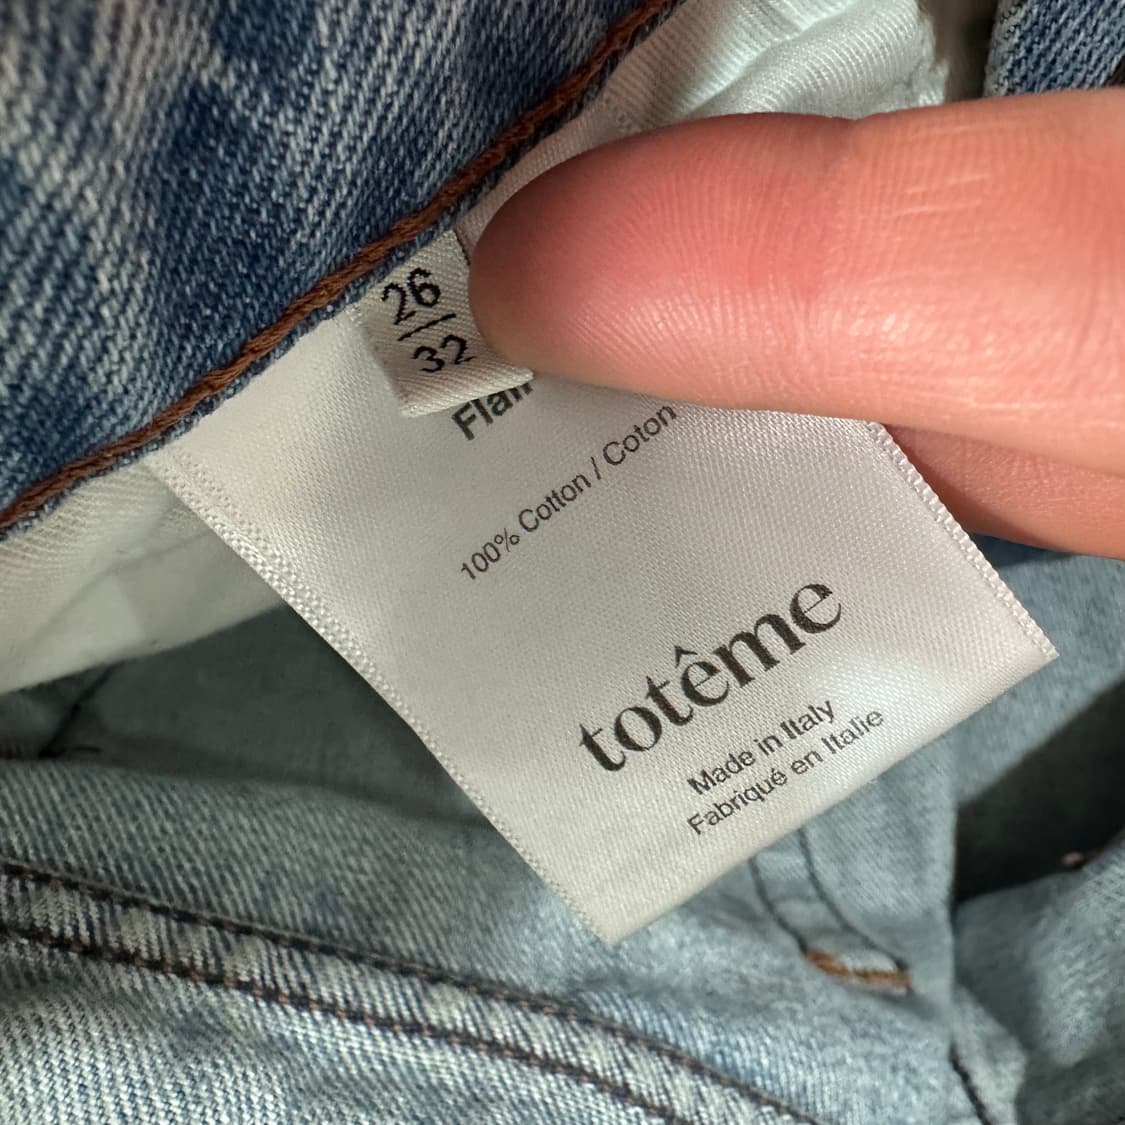 26
32
100% Cotton / Coton
totême
Made in Italy
Fabriqué en Italie